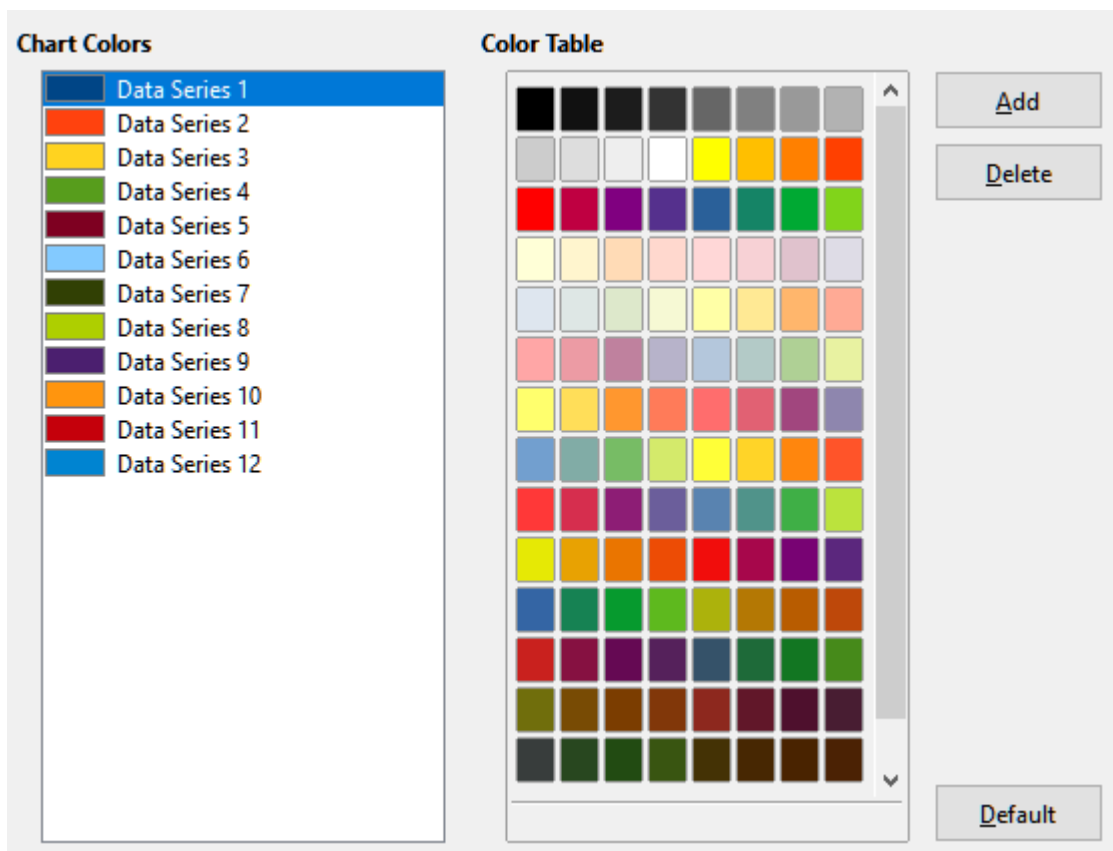 Chart Colors
Data Series 1
Data Series 2
Data Series 3
Data Series 4
Data Series 5
Data Series 6
Data Series 7
Data Series 8
Data Series 9
Data Series 10
Data Series 11
Data Series 12
Color Table
Add
Delete
Default